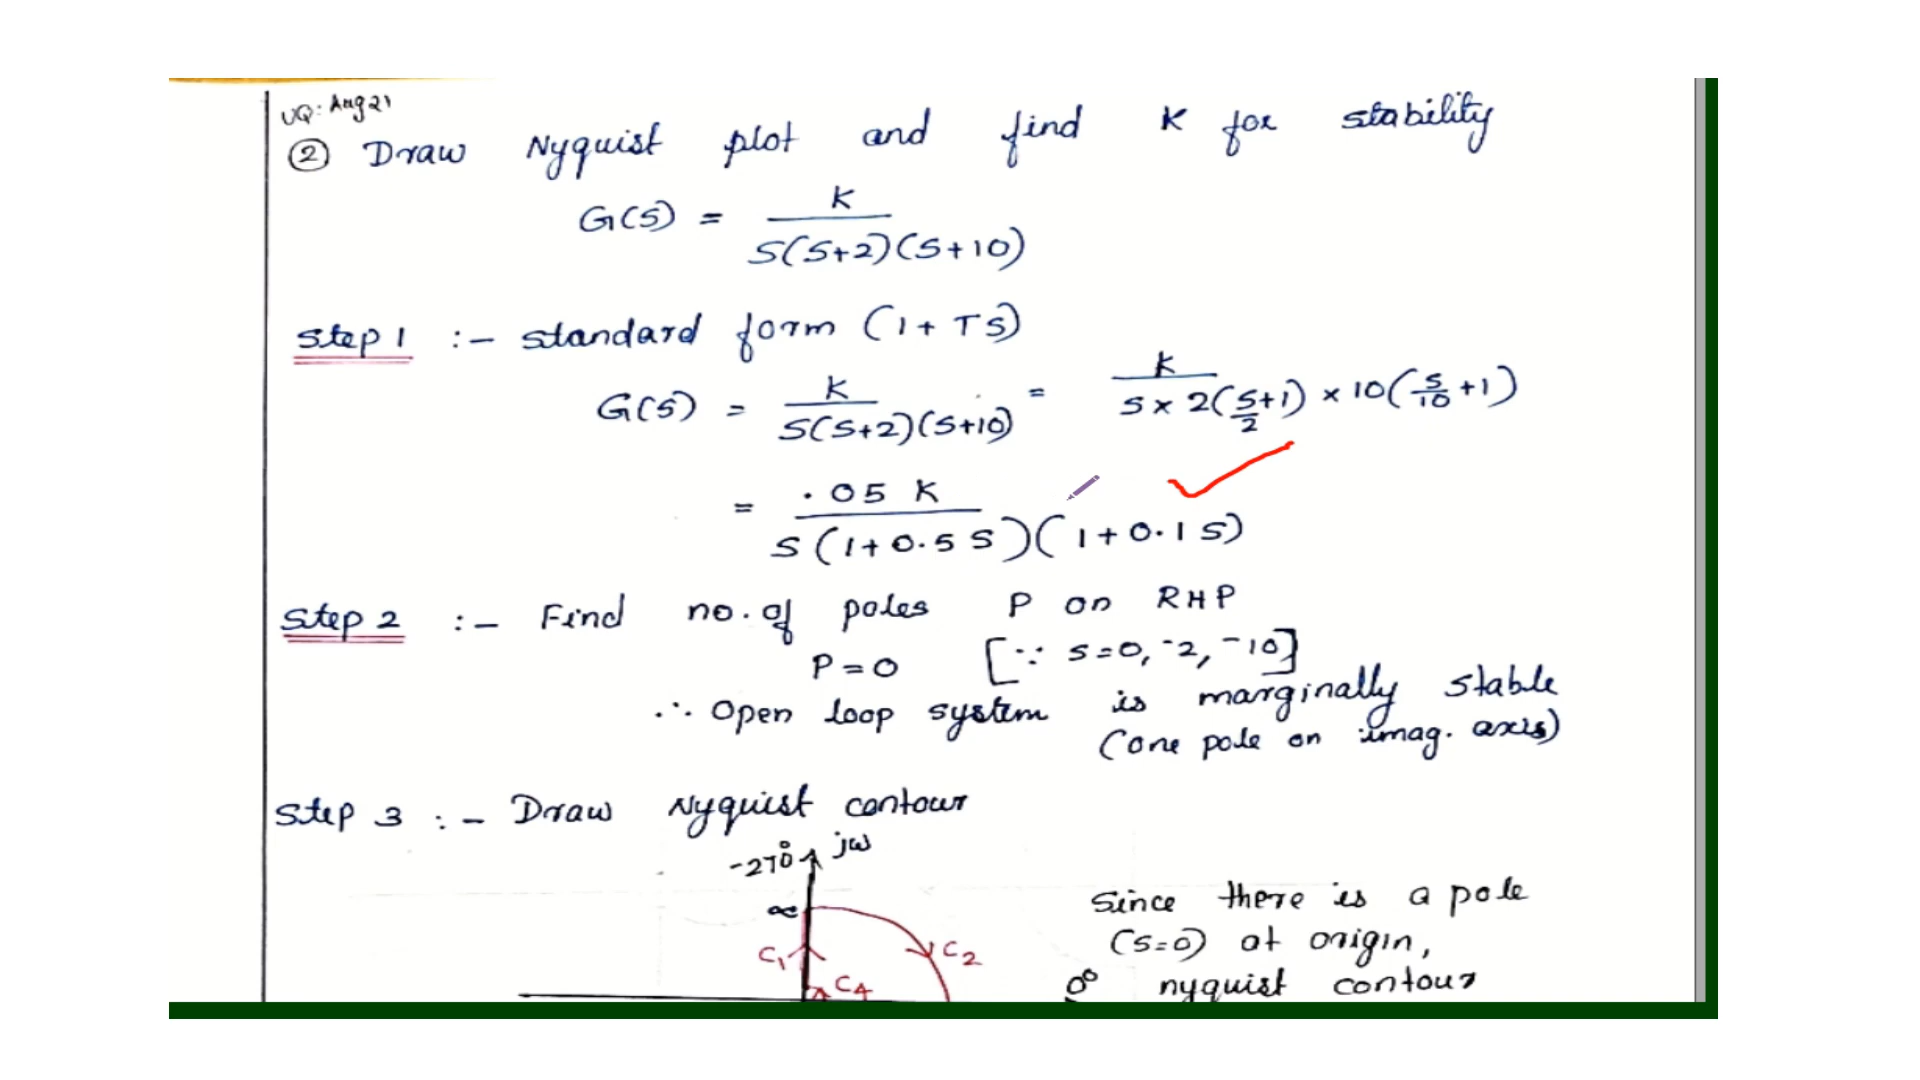 UQ: Aug 21
② Draw Nyquist plot and find K for stability
G(S) = K / S(S+2)(S+10)
Step 1 :- standard form (1+TS)
G(S) = K / S(S+2)(S+10) = K / S × 2(S/2+1) × 10(S/10+1)
= .05 K / S(1+0.5 S)(1+0.1 S)
Step 2 :- Find no. of poles P on RHP
P = 0 [∵ s=0, -2, -10]
∴ Open loop system is marginally stable
(one pole on imag. axis)
Step 3 :- Draw Nyquist contour
-270° jω
∞
C1 C2
C4
Since there is a pole
(S=0) at origin,
0° nyquist contour